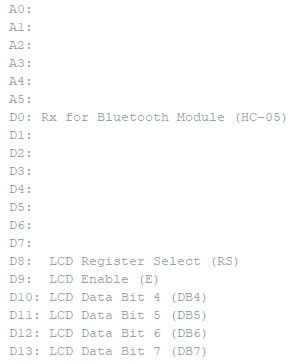 A0:
A1:
A2:
A3:
A4:
A5:
D0: Rx for Bluetooth Module (HC-05)
D1:
D2:
D3:
D4:
D5:
D6:
D7:
D8:  LCD Register Select (RS)
D9:  LCD Enable (E)
D10: LCD Data Bit 4 (DB4)
D11: LCD Data Bit 5 (DB5)
D12: LCD Data Bit 6 (DB6)
D13: LCD Data Bit 7 (DB7)